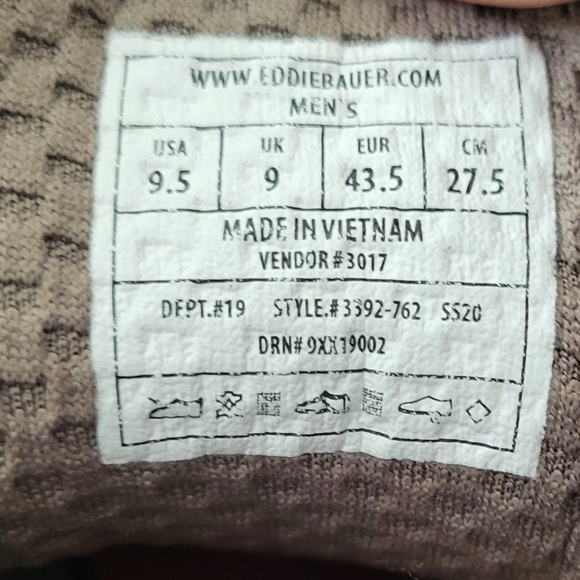 WWW.EDDIEBAUER.COM
MEN'S
USA UK EUR CM
9.5 9 43.5 27.5
MADE IN VIETNAM
VENDOR#3017
DEPT.#19 STYLE.#3392-762 SS20
DRN# 9XX19002